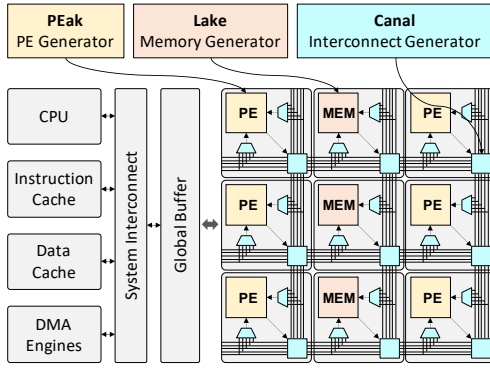 PEak
PE Generator
Lake
Memory Generator
Canal
Interconnect Generator
CPU
Instruction
Cache
Data
Cache
DMA
Engines
System Interconnect
Global Buffer
PE
MEM
PE
PE
MEM
PE
PE
MEM
PE